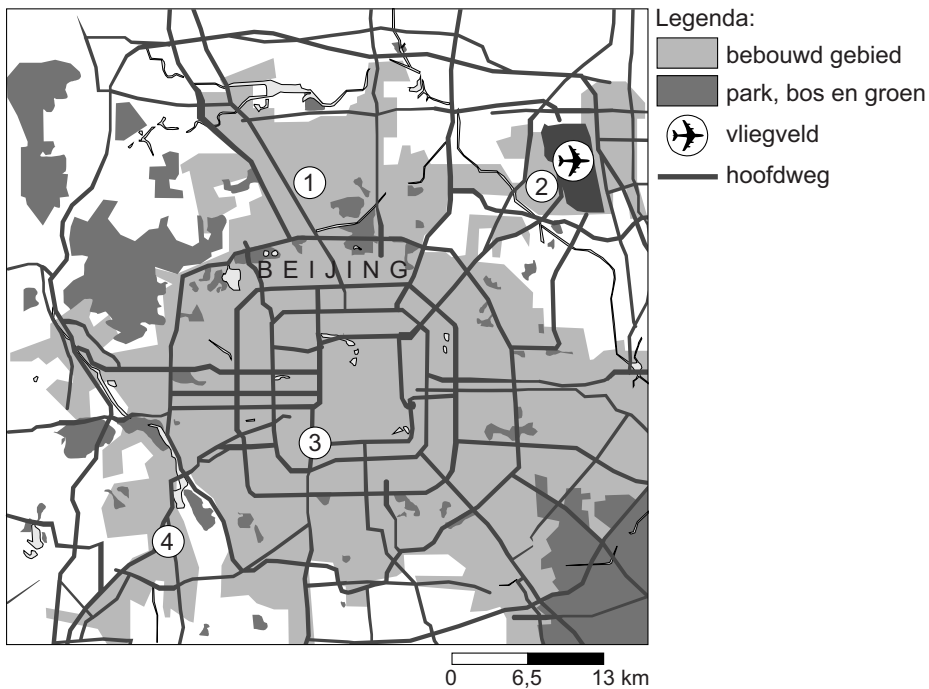 Legenda:
bebouwd gebied
park, bos en groen
vliegveld
hoofdweg
1
2
BEIJING
3
4
0 6,5 13 km